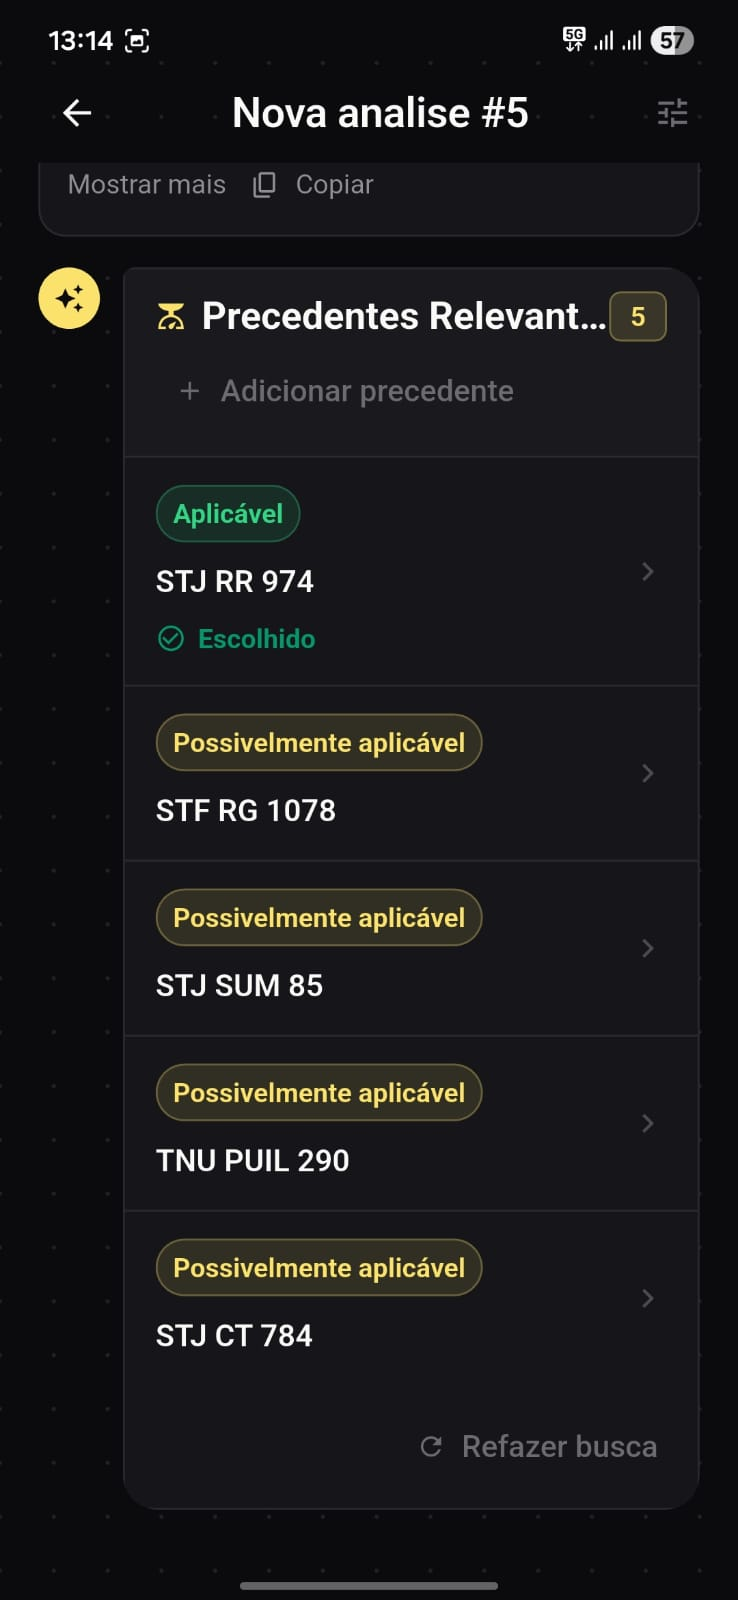 13:14 5G 57
Nova analise #5
Mostrar mais Copiar
Precedentes Relevant... 5
+ Adicionar precedente
Aplicável
STJ RR 974
Escolhido
Possivelmente aplicável
STF RG 1078
Possivelmente aplicável
STJ SUM 85
Possivelmente aplicável
TNU PUIL 290
Possivelmente aplicável
STJ CT 784
Refazer busca